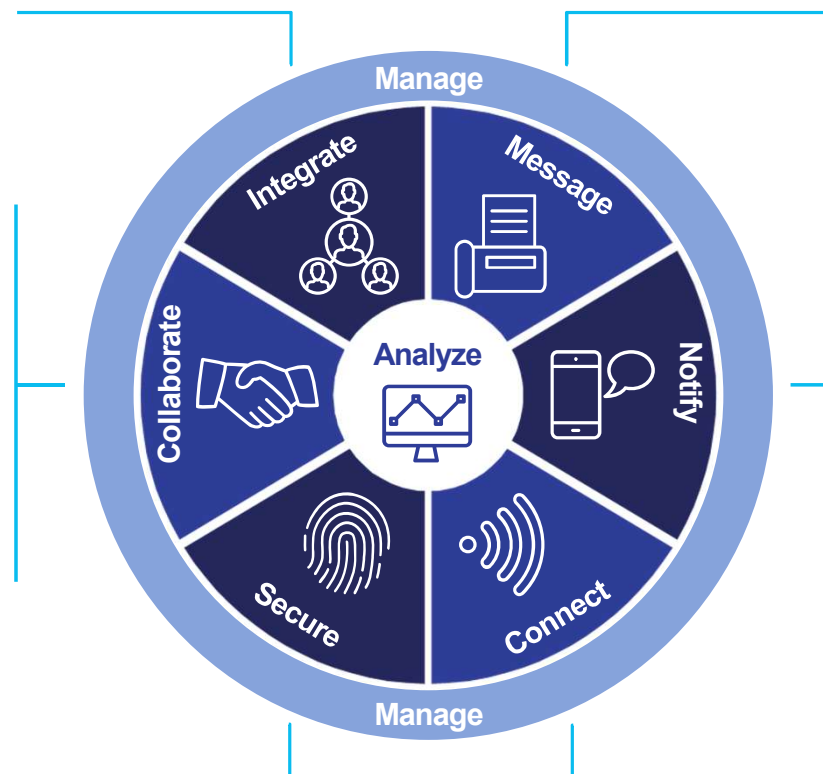 Manage
Integrate
Message
Collaborate
Analyze
Notify
Secure
Connect
Manage